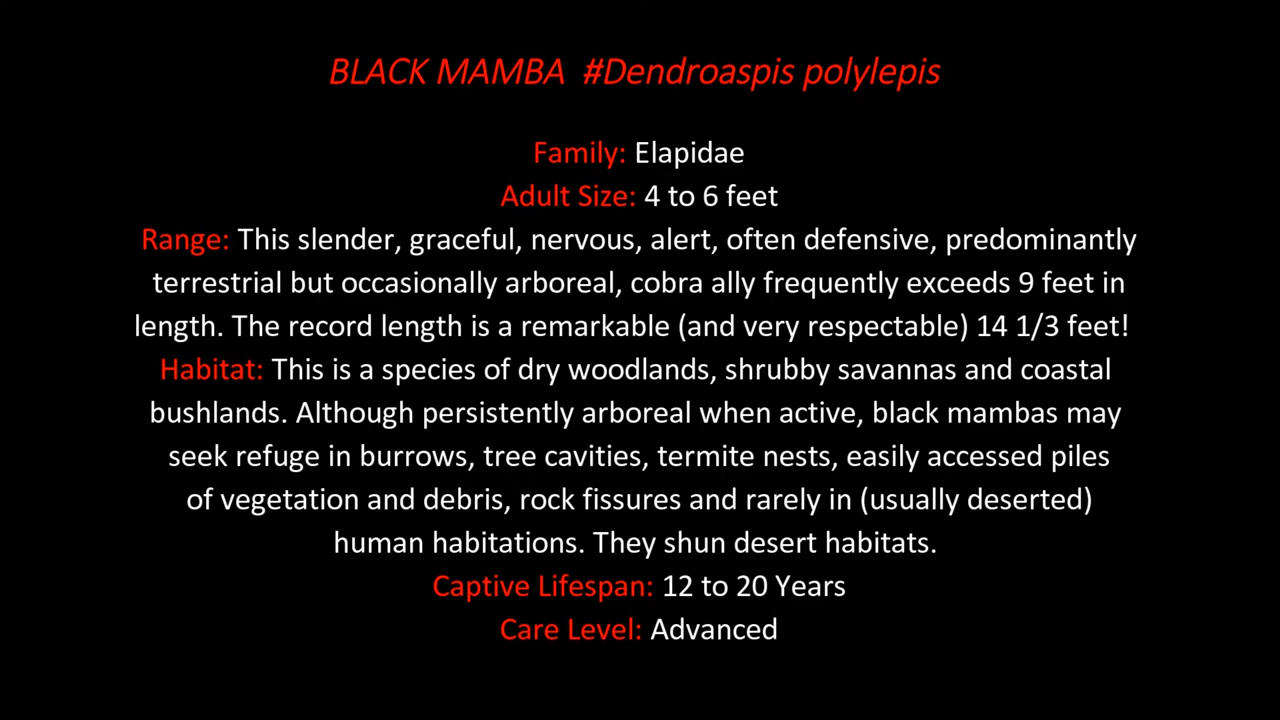 BLACK MAMBA #Dendroaspis polylepis
Family: Elapidae
Adult Size: 4 to 6 feet
Range: This slender, graceful, nervous, alert, often defensive, predominantly
terrestrial but occasionally arboreal, cobra ally frequently exceeds 9 feet in
length. The record length is a remarkable (and very respectable) 14 1/3 feet!
Habitat: This is a species of dry woodlands, shrubby savannas and coastal
bushlands. Although persistently arboreal when active, black mambas may
seek refuge in burrows, tree cavities, termite nests, easily accessed piles
of vegetation and debris, rock fissures and rarely in (usually deserted)
human habitations. They shun desert habitats.
Captive Lifespan: 12 to 20 Years
Care Level: Advanced